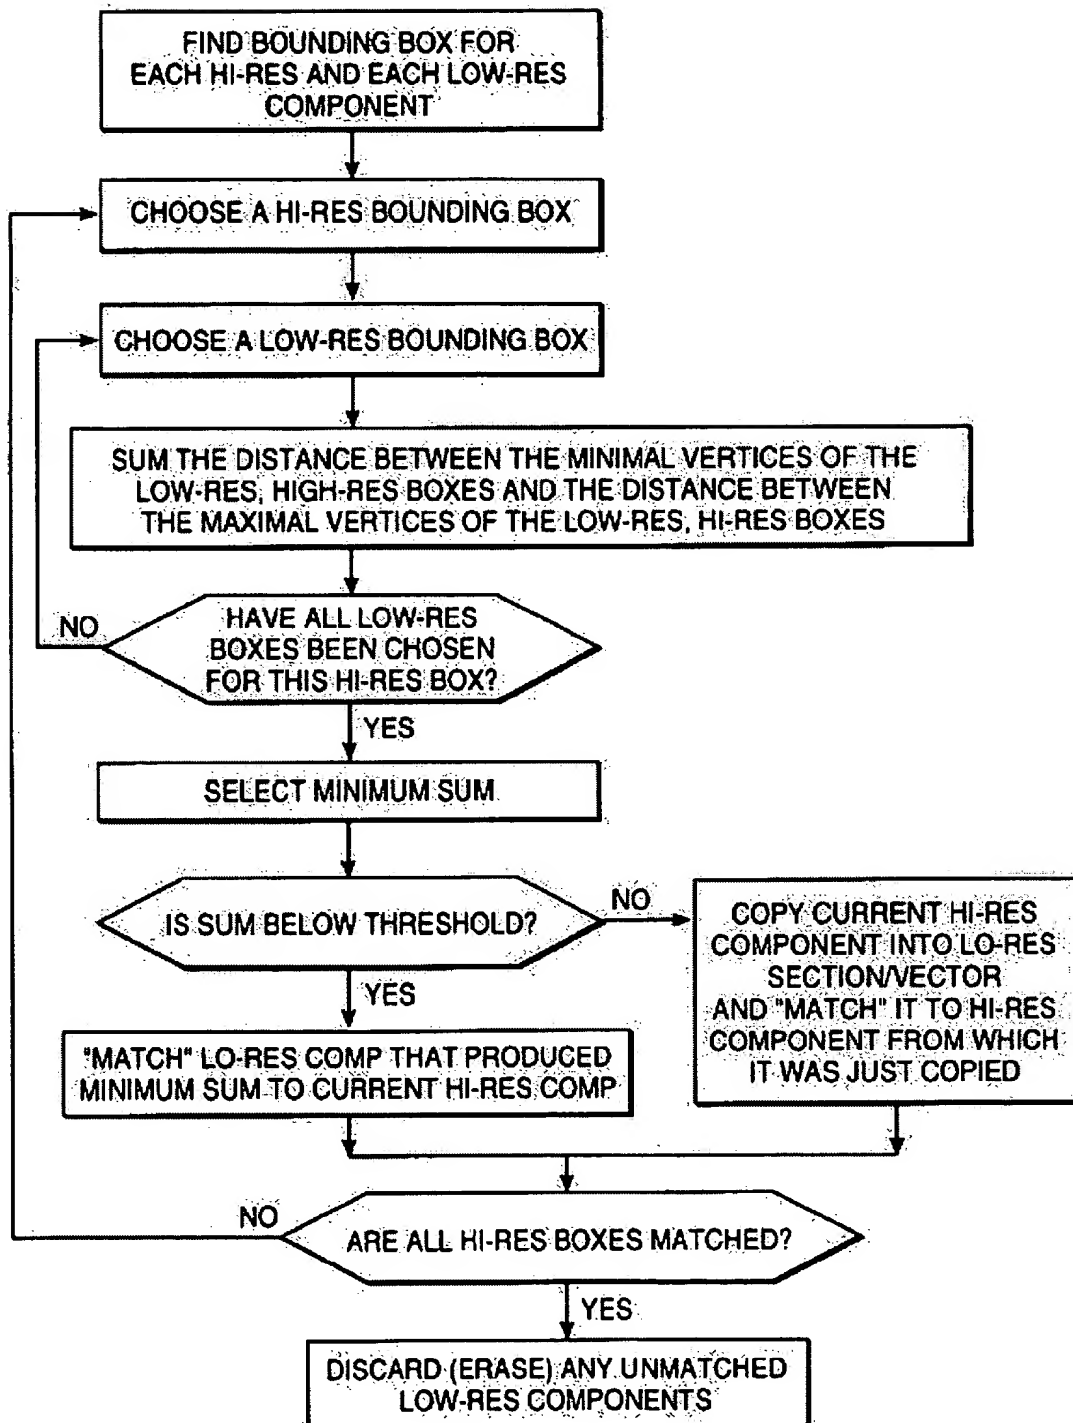 FIND BOUNDING BOX FOR
EACH HI-RES AND EACH LOW-RES
COMPONENT
CHOOSE A HI-RES BOUNDING BOX
CHOOSE A LOW-RES BOUNDING BOX
SUM THE DISTANCE BETWEEN THE MINIMAL VERTICES OF THE
LOW-RES, HIGH-RES BOXES AND THE DISTANCE BETWEEN
THE MAXIMAL VERTICES OF THE LOW-RES, HI-RES BOXES
NO
HAVE ALL LOW-RES
BOXES BEEN CHOSEN
FOR THIS HI-RES BOX?
YES
SELECT MINIMUM SUM
IS SUM BELOW THRESHOLD?
NO
YES
COPY CURRENT HI-RES
COMPONENT INTO LO-RES
SECTION/VECTOR
AND "MATCH" IT TO HI-RES
COMPONENT FROM WHICH
IT WAS JUST COPIED
"MATCH" LO-RES COMP THAT PRODUCED
MINIMUM SUM TO CURRENT HI-RES COMP
NO
ARE ALL HI-RES BOXES MATCHED?
YES
DISCARD (ERASE) ANY UNMATCHED
LOW-RES COMPONENTS